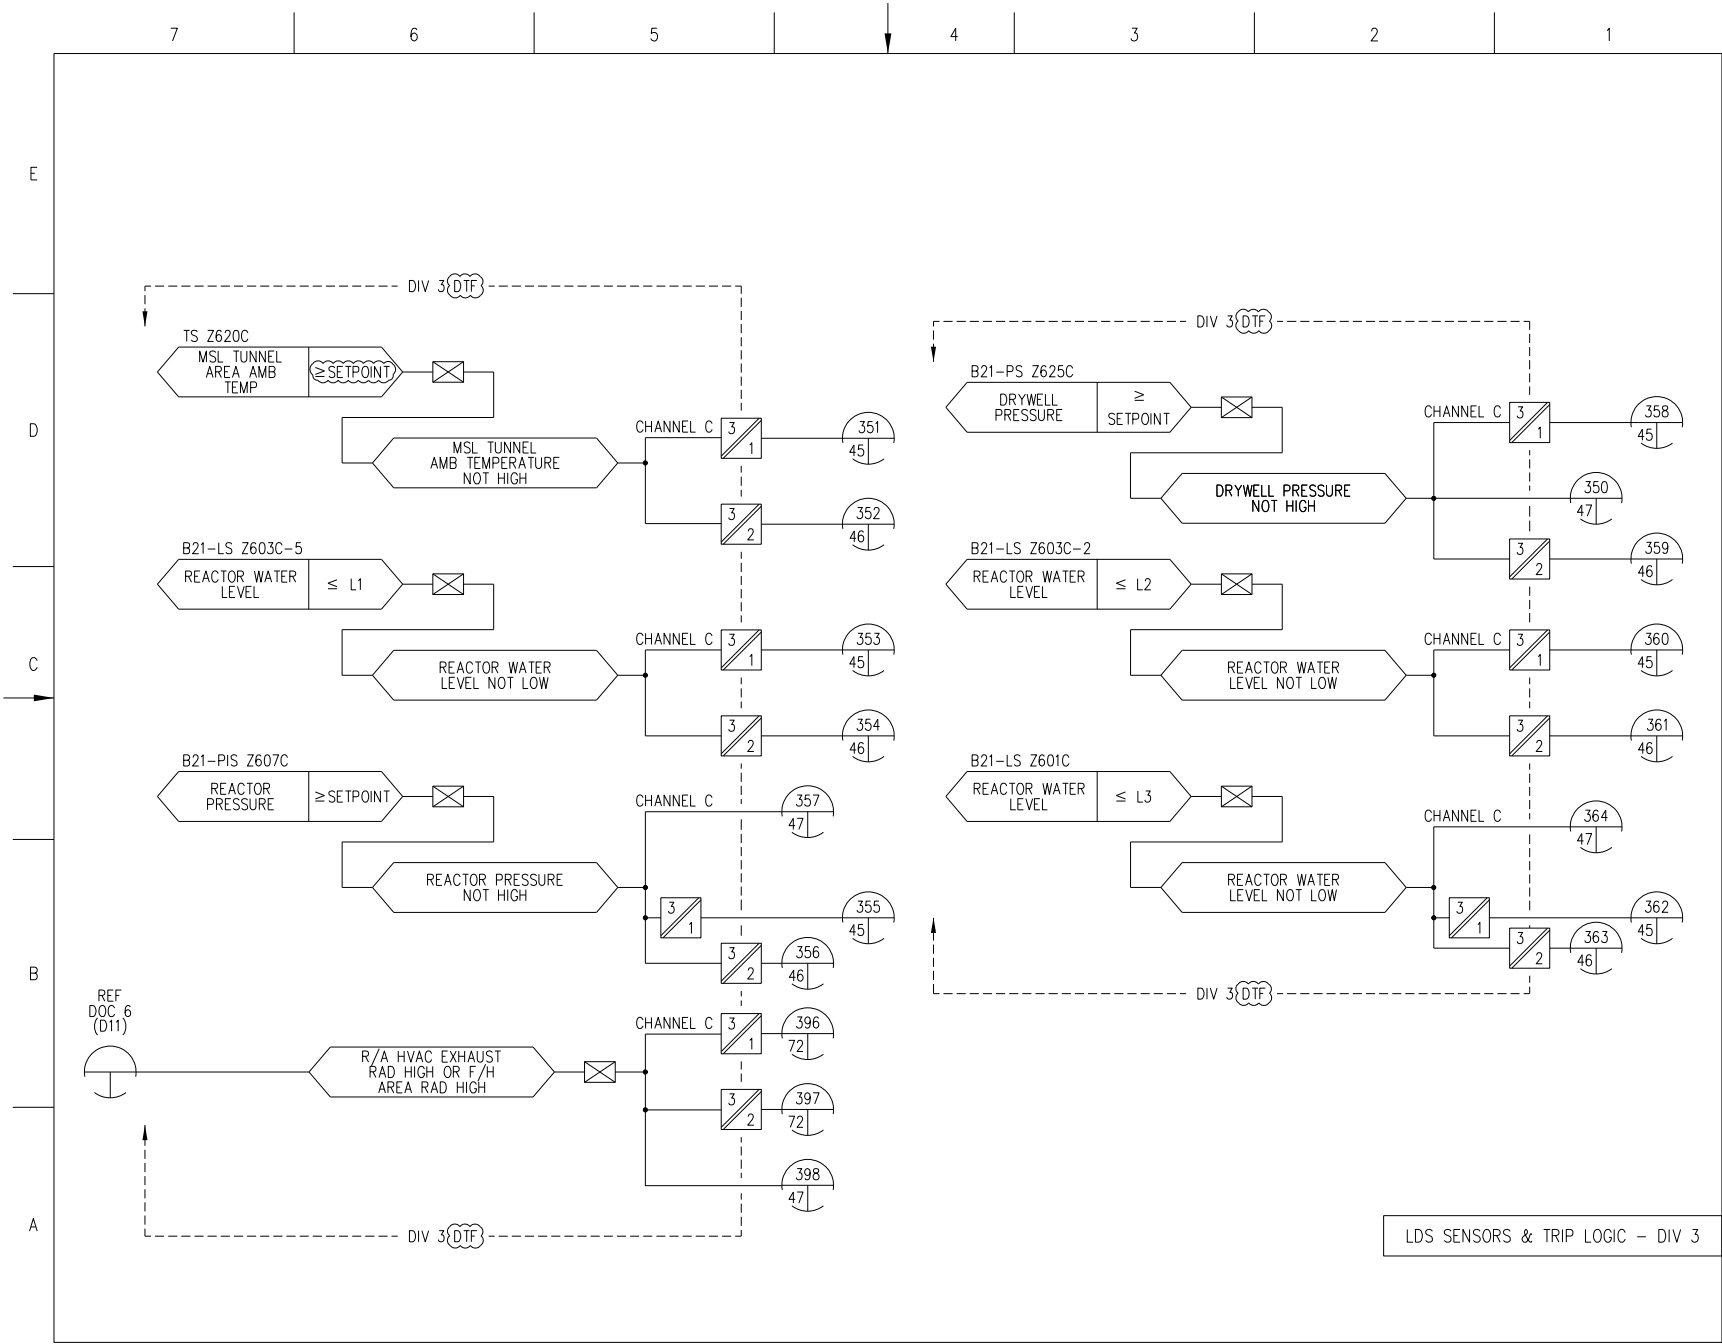 7
6
5
4
3
2
1
E
D
C
B
A
DIV 3 DTF
TS Z620C
MSL TUNNEL
AREA AMB
TEMP
≥SETPOINT
MSL TUNNEL
AMB TEMPERATURE
NOT HIGH
CHANNEL C
3
1
351
45
3
2
352
46
B21-LS Z603C-5
REACTOR WATER
LEVEL
≤ L1
REACTOR WATER
LEVEL NOT LOW
CHANNEL C
3
1
353
45
3
2
354
46
B21-PIS Z607C
REACTOR
PRESSURE
≥SETPOINT
REACTOR PRESSURE
NOT HIGH
CHANNEL C
357
47
3
1
355
45
3
2
356
46
REF
DOC 6
(D11)
R/A HVAC EXHAUST
RAD HIGH OR F/H
AREA RAD HIGH
CHANNEL C
3
1
396
72
3
2
397
72
398
47
DIV 3 DTF
DIV 3 DTF
B21-PS Z625C
DRYWELL
PRESSURE
≥
SETPOINT
DRYWELL PRESSURE
NOT HIGH
CHANNEL C
3
1
358
45
350
47
3
2
359
46
B21-LS Z603C-2
REACTOR WATER
LEVEL
≤ L2
REACTOR WATER
LEVEL NOT LOW
CHANNEL C
3
1
360
45
3
2
361
46
B21-LS Z601C
REACTOR WATER
LEVEL
≤ L3
REACTOR WATER
LEVEL NOT LOW
CHANNEL C
364
47
3
1
362
45
3
2
363
46
DIV 3 DTF
LDS SENSORS & TRIP LOGIC - DIV 3